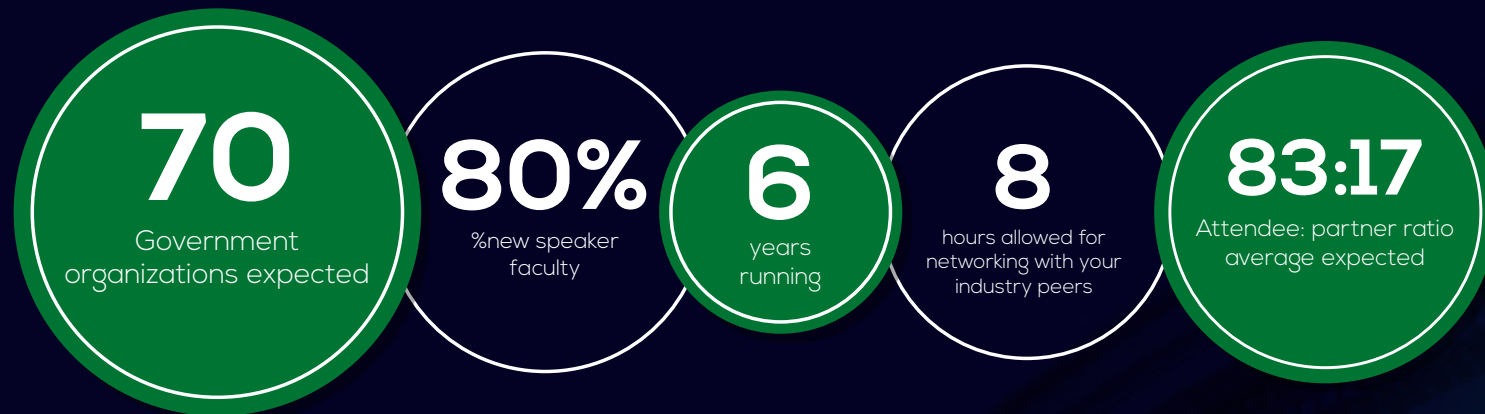 70
Government
organizations expected
80%
%new speaker
faculty
6
years
running
8
hours allowed for
networking with your
industry peers
83:17
Attendee: partner ratio
average expected